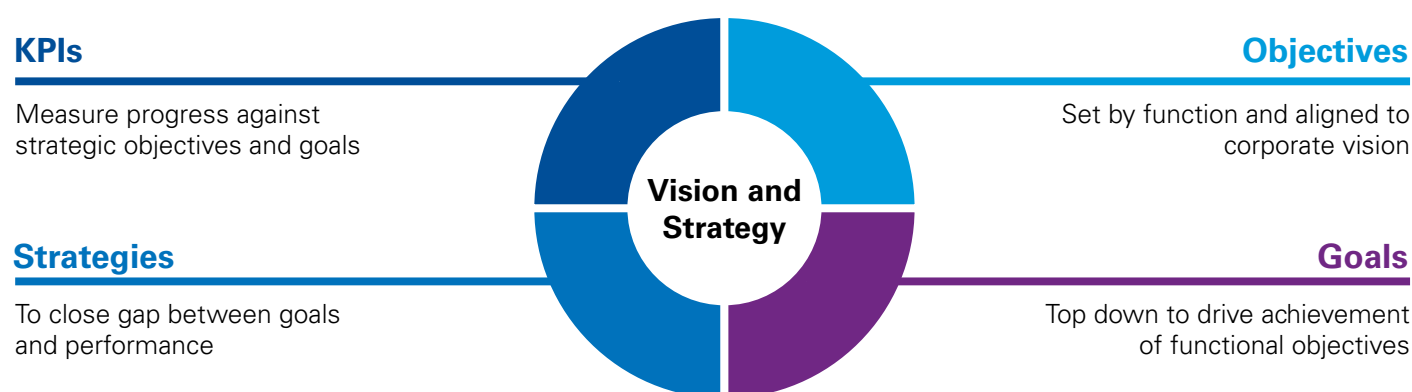 KPIs
Measure progress against
strategic objectives and goals
Objectives
Set by function and aligned to
corporate vision
Vision and
Strategy
Strategies
To close gap between goals
and performance
Goals
Top down to drive achievement
of functional objectives